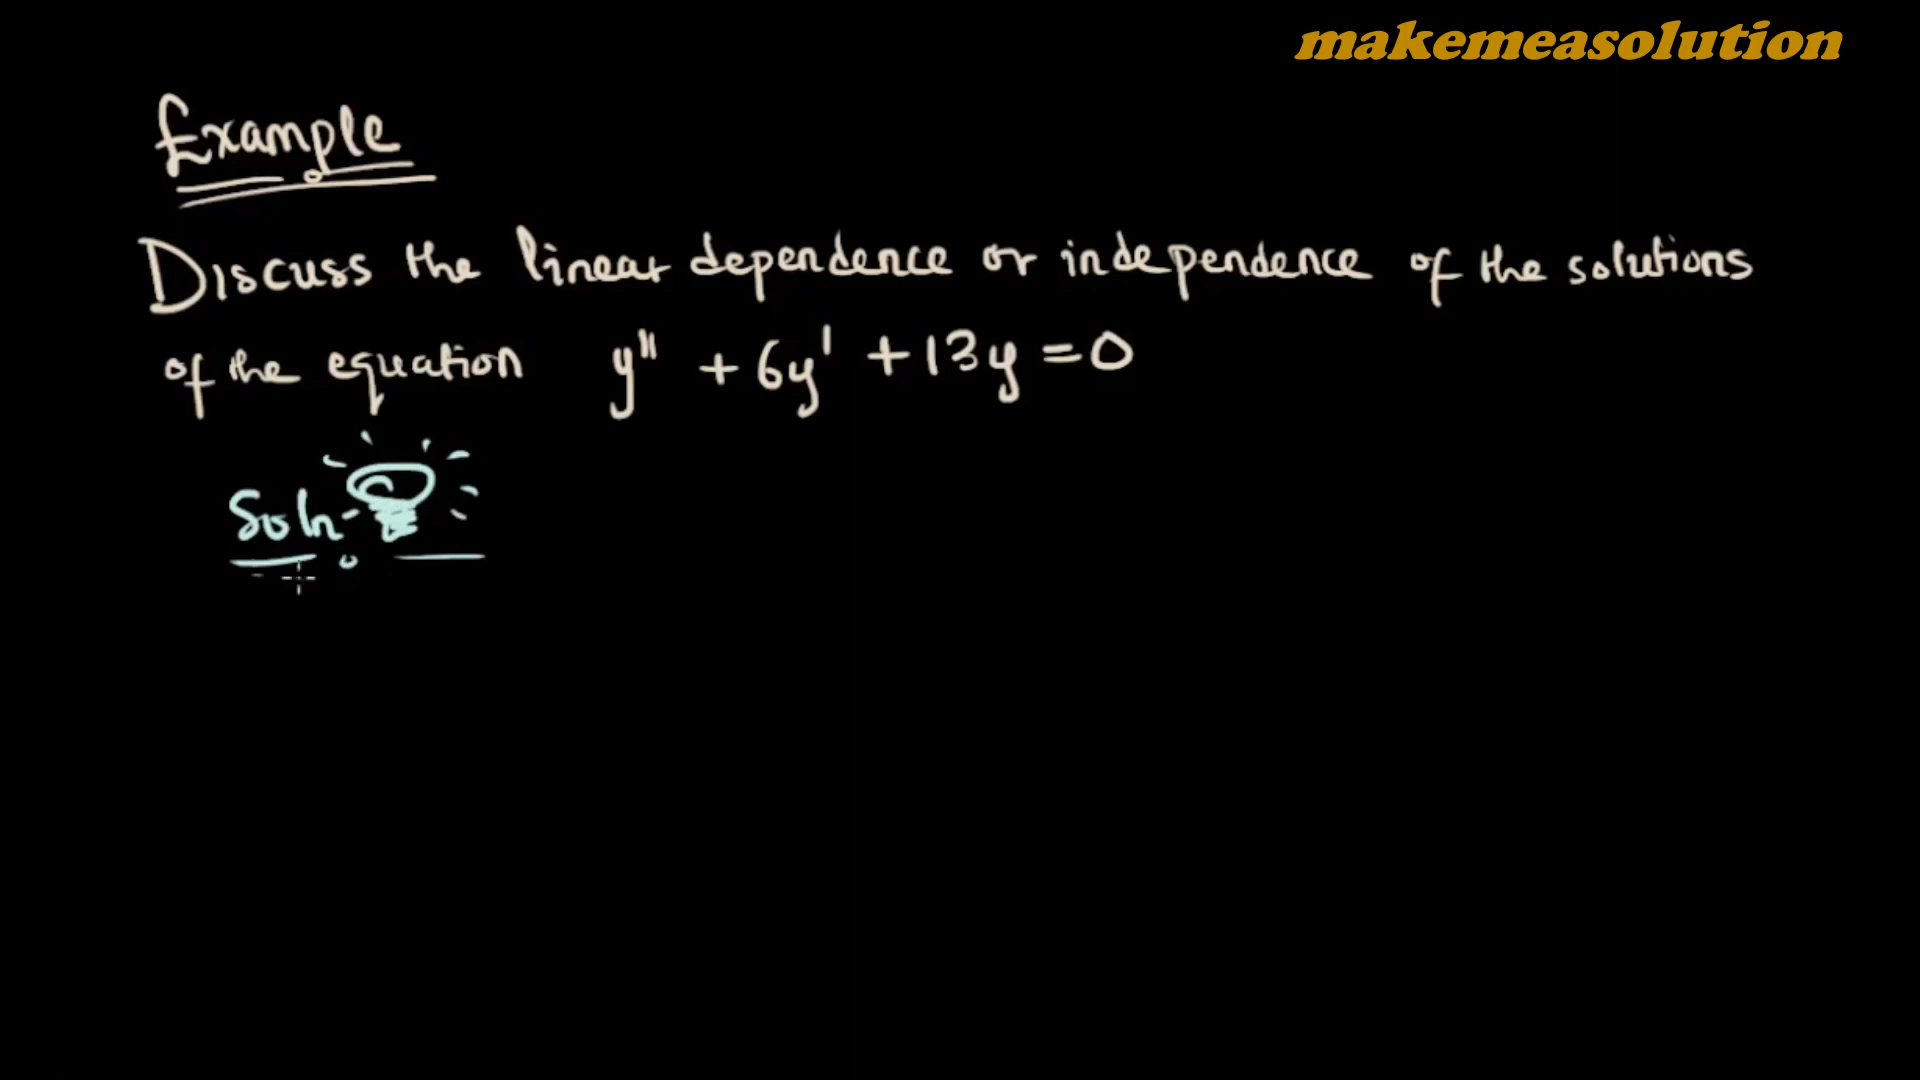 makemeasolution
Example
Discuss the linear dependence or independence of the solutions
of the equation y" + 6y' + 13y = 0
Soln